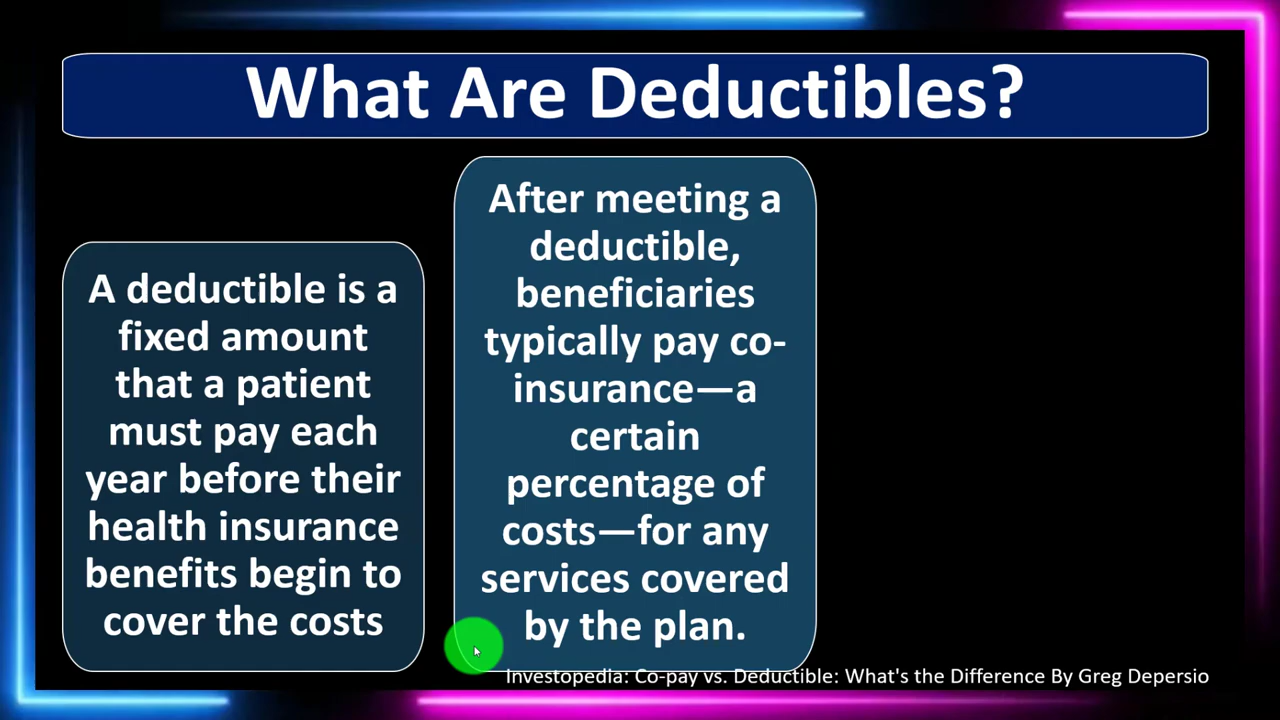 What Are Deductibles?
A deductible is a
fixed amount
that a patient
must pay each
year before their
health insurance
benefits begin to
cover the costs
After meeting a
deductible,
beneficiaries
typically pay co-
insurance—a
certain
percentage of
costs—for any
services covered
by the plan.
Investopedia: Co-pay vs. Deductible: What's the Difference By Greg Depersio